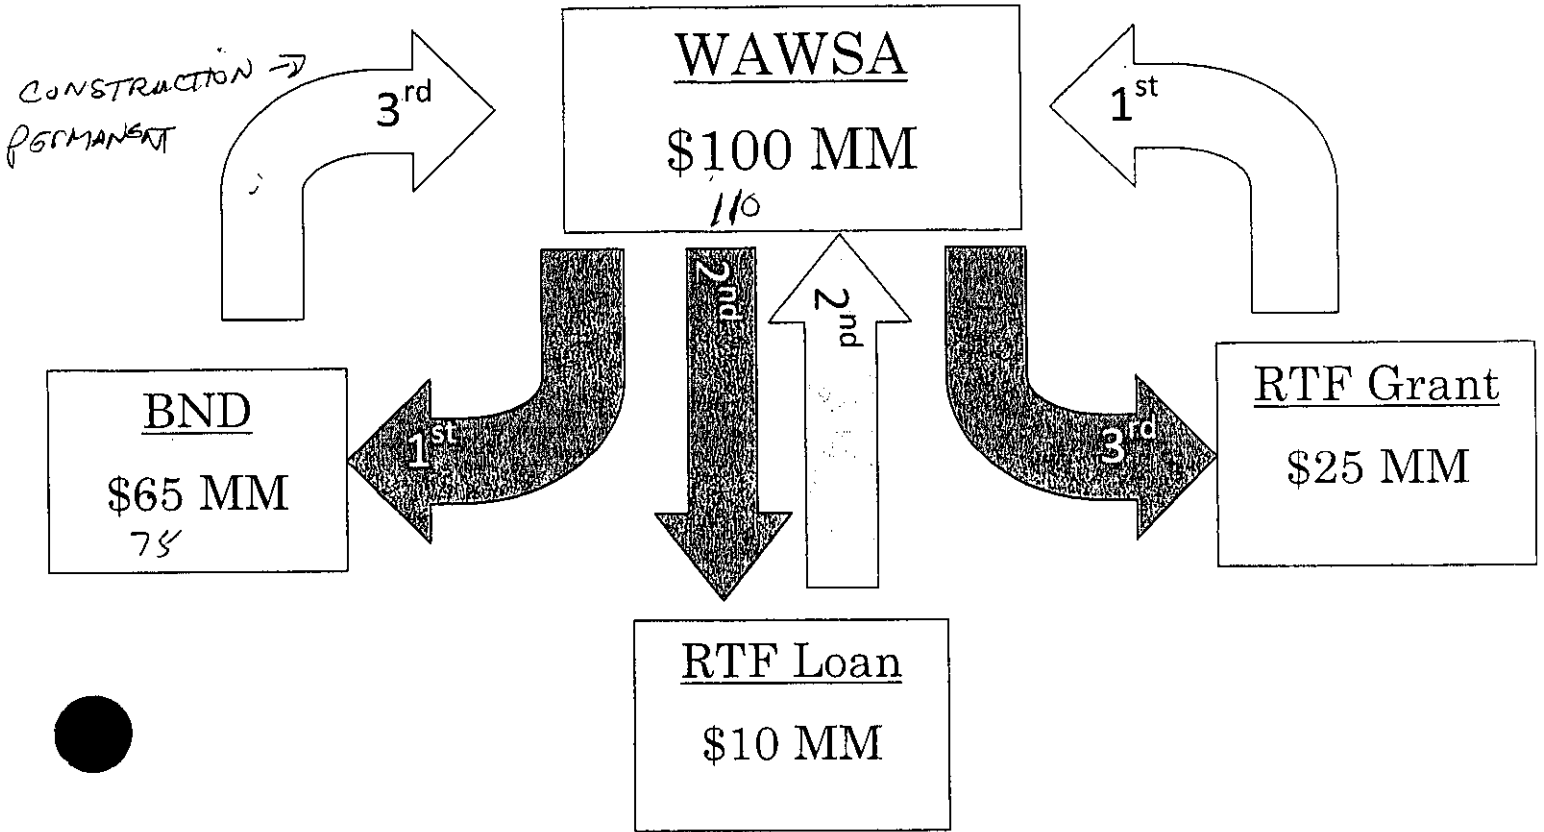 CONSTRUCTION →
PERMANENT
3rd
WAWSA
$100 MM
110
1st
2nd
2nd
BND
$65 MM
75
1st
3rd
RTF Grant
$25 MM
RTF Loan
$10 MM